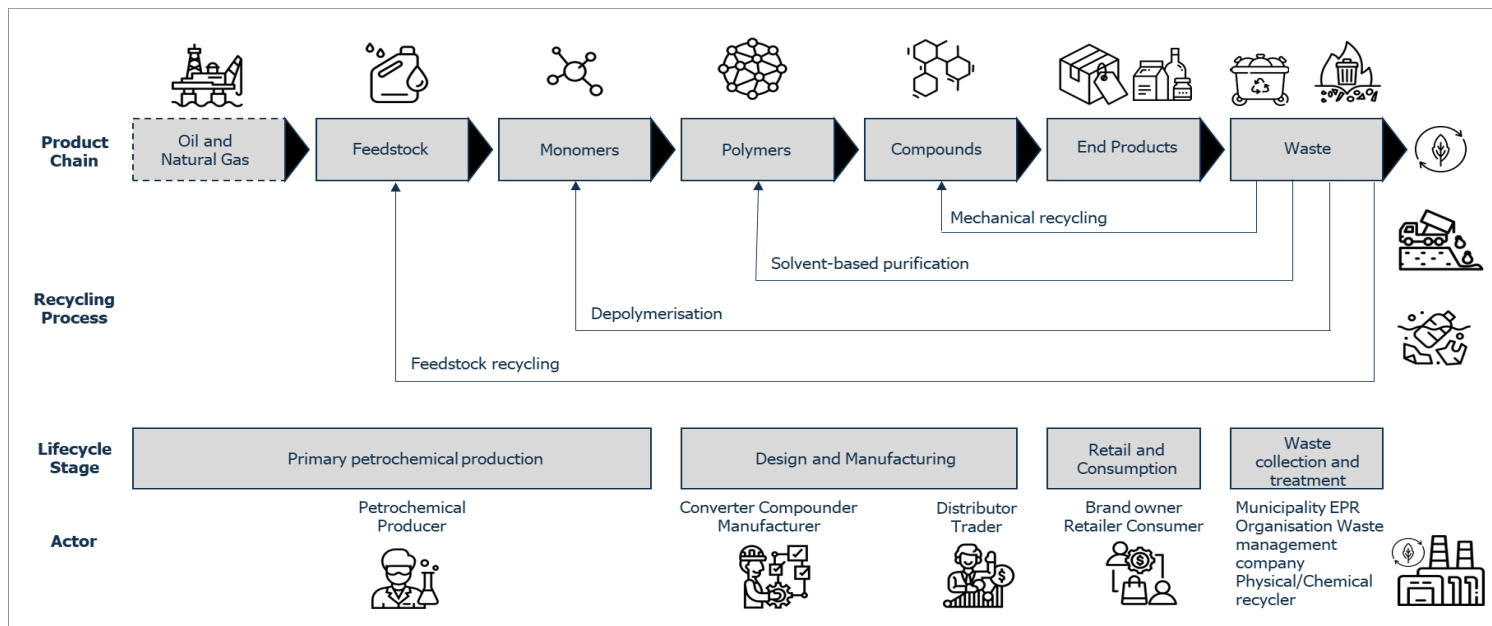 Product
Chain
Oil and
Natural Gas
Feedstock
Monomers
Polymers
Compounds
End Products
Waste
Recycling
Process
Mechanical recycling
Solvent-based purification
Depolymerisation
Feedstock recycling
Lifecycle
Stage
Primary petrochemical production
Design and Manufacturing
Retail and
Consumption
Waste
collection and
treatment
Actor
Petrochemical
Producer
Converter Compounder
Manufacturer
Distributor
Trader
Brand owner
Retailer Consumer
Municipality EPR
Organisation Waste
management
company
Physical/Chemical
recycler